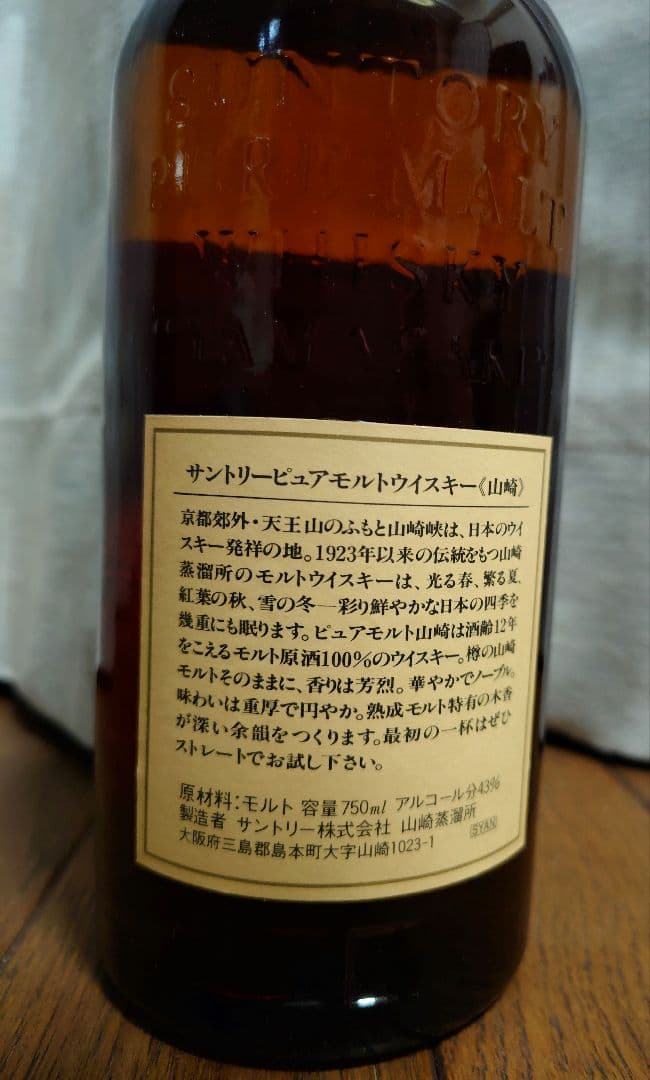 SUNTORY
PURE MALT
WHISKY
YAMAZAKI
サントリーピュアモルトウイスキー《山崎》
京都郊外・天王山のふもと山崎峡は、日本のウイ
スキー発祥の地。1923年以来の伝統をもつ山崎
蒸溜所のモルトウイスキーは、光る春、繁る夏、
紅葉の秋、雪の冬─彩り鮮やかな日本の四季を
幾重にも眠ります。ピュアモルト山崎は酒齢12年
をこえるモルト原酒100%のウイスキー。樽の山崎
モルトそのままに、香りは芳烈。華やかでノーブル。
味わいは重厚で円やか。熟成モルト特有の木香
が深い余韻をつくります。最初の一杯はぜひ
ストレートでお試し下さい。
原材料:モルト 容量750ml アルコール分43%
製造者 サントリー株式会社 山崎蒸溜所
大阪府三島郡島本町大字山崎1023-1 SYAN